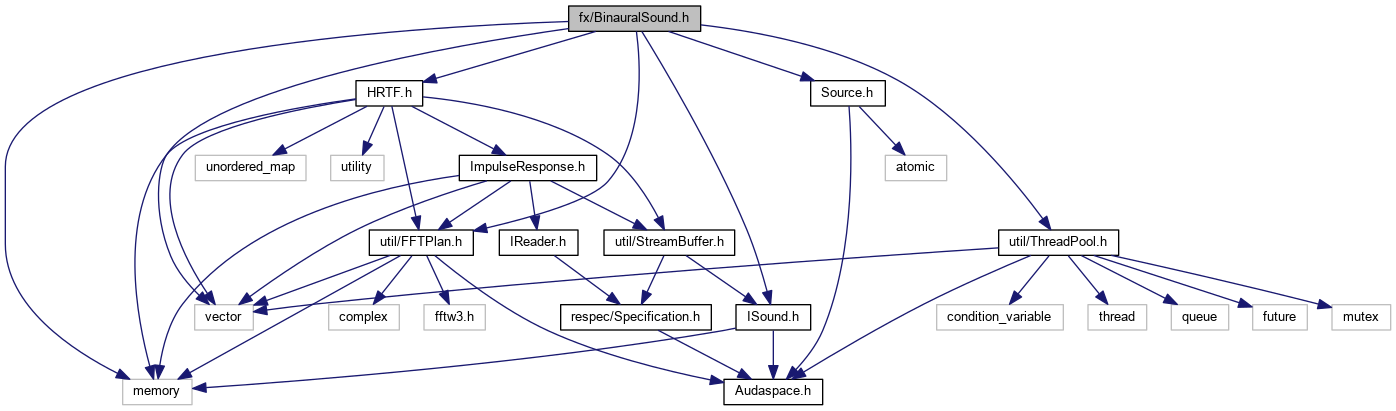 fx/BinauralSound.h
HRTF.h
Source.h
unordered_map
utility
ImpulseResponse.h
atomic
util/FFTPlan.h
IReader.h
util/StreamBuffer.h
util/ThreadPool.h
vector
complex
fftw3.h
respec/Specification.h
ISound.h
condition_variable
thread
queue
future
mutex
memory
Audaspace.h